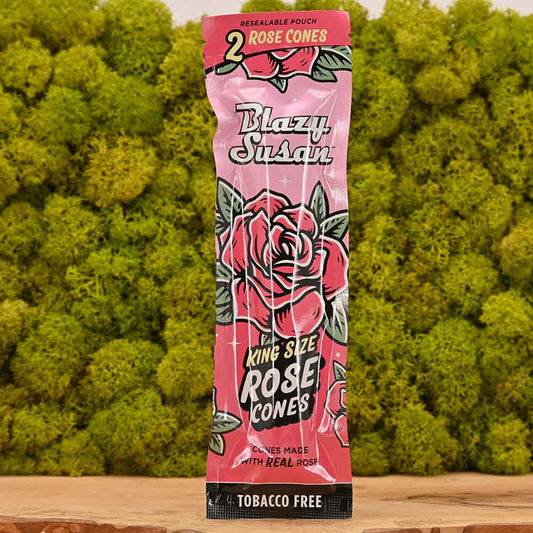 RESEALABLE POUCH
2 ROSE CONES
Blazy
Susan
KING SIZE
ROSE
CONES
CONES MADE
WITH REAL ROSE
TOBACCO FREE